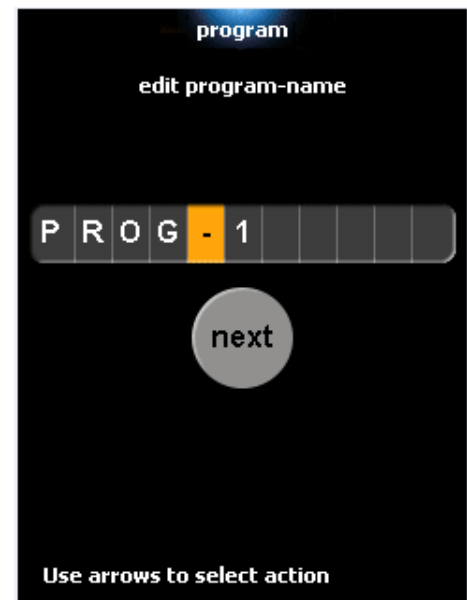 program
edit program-name
PROG-1
next
Use arrows to select action